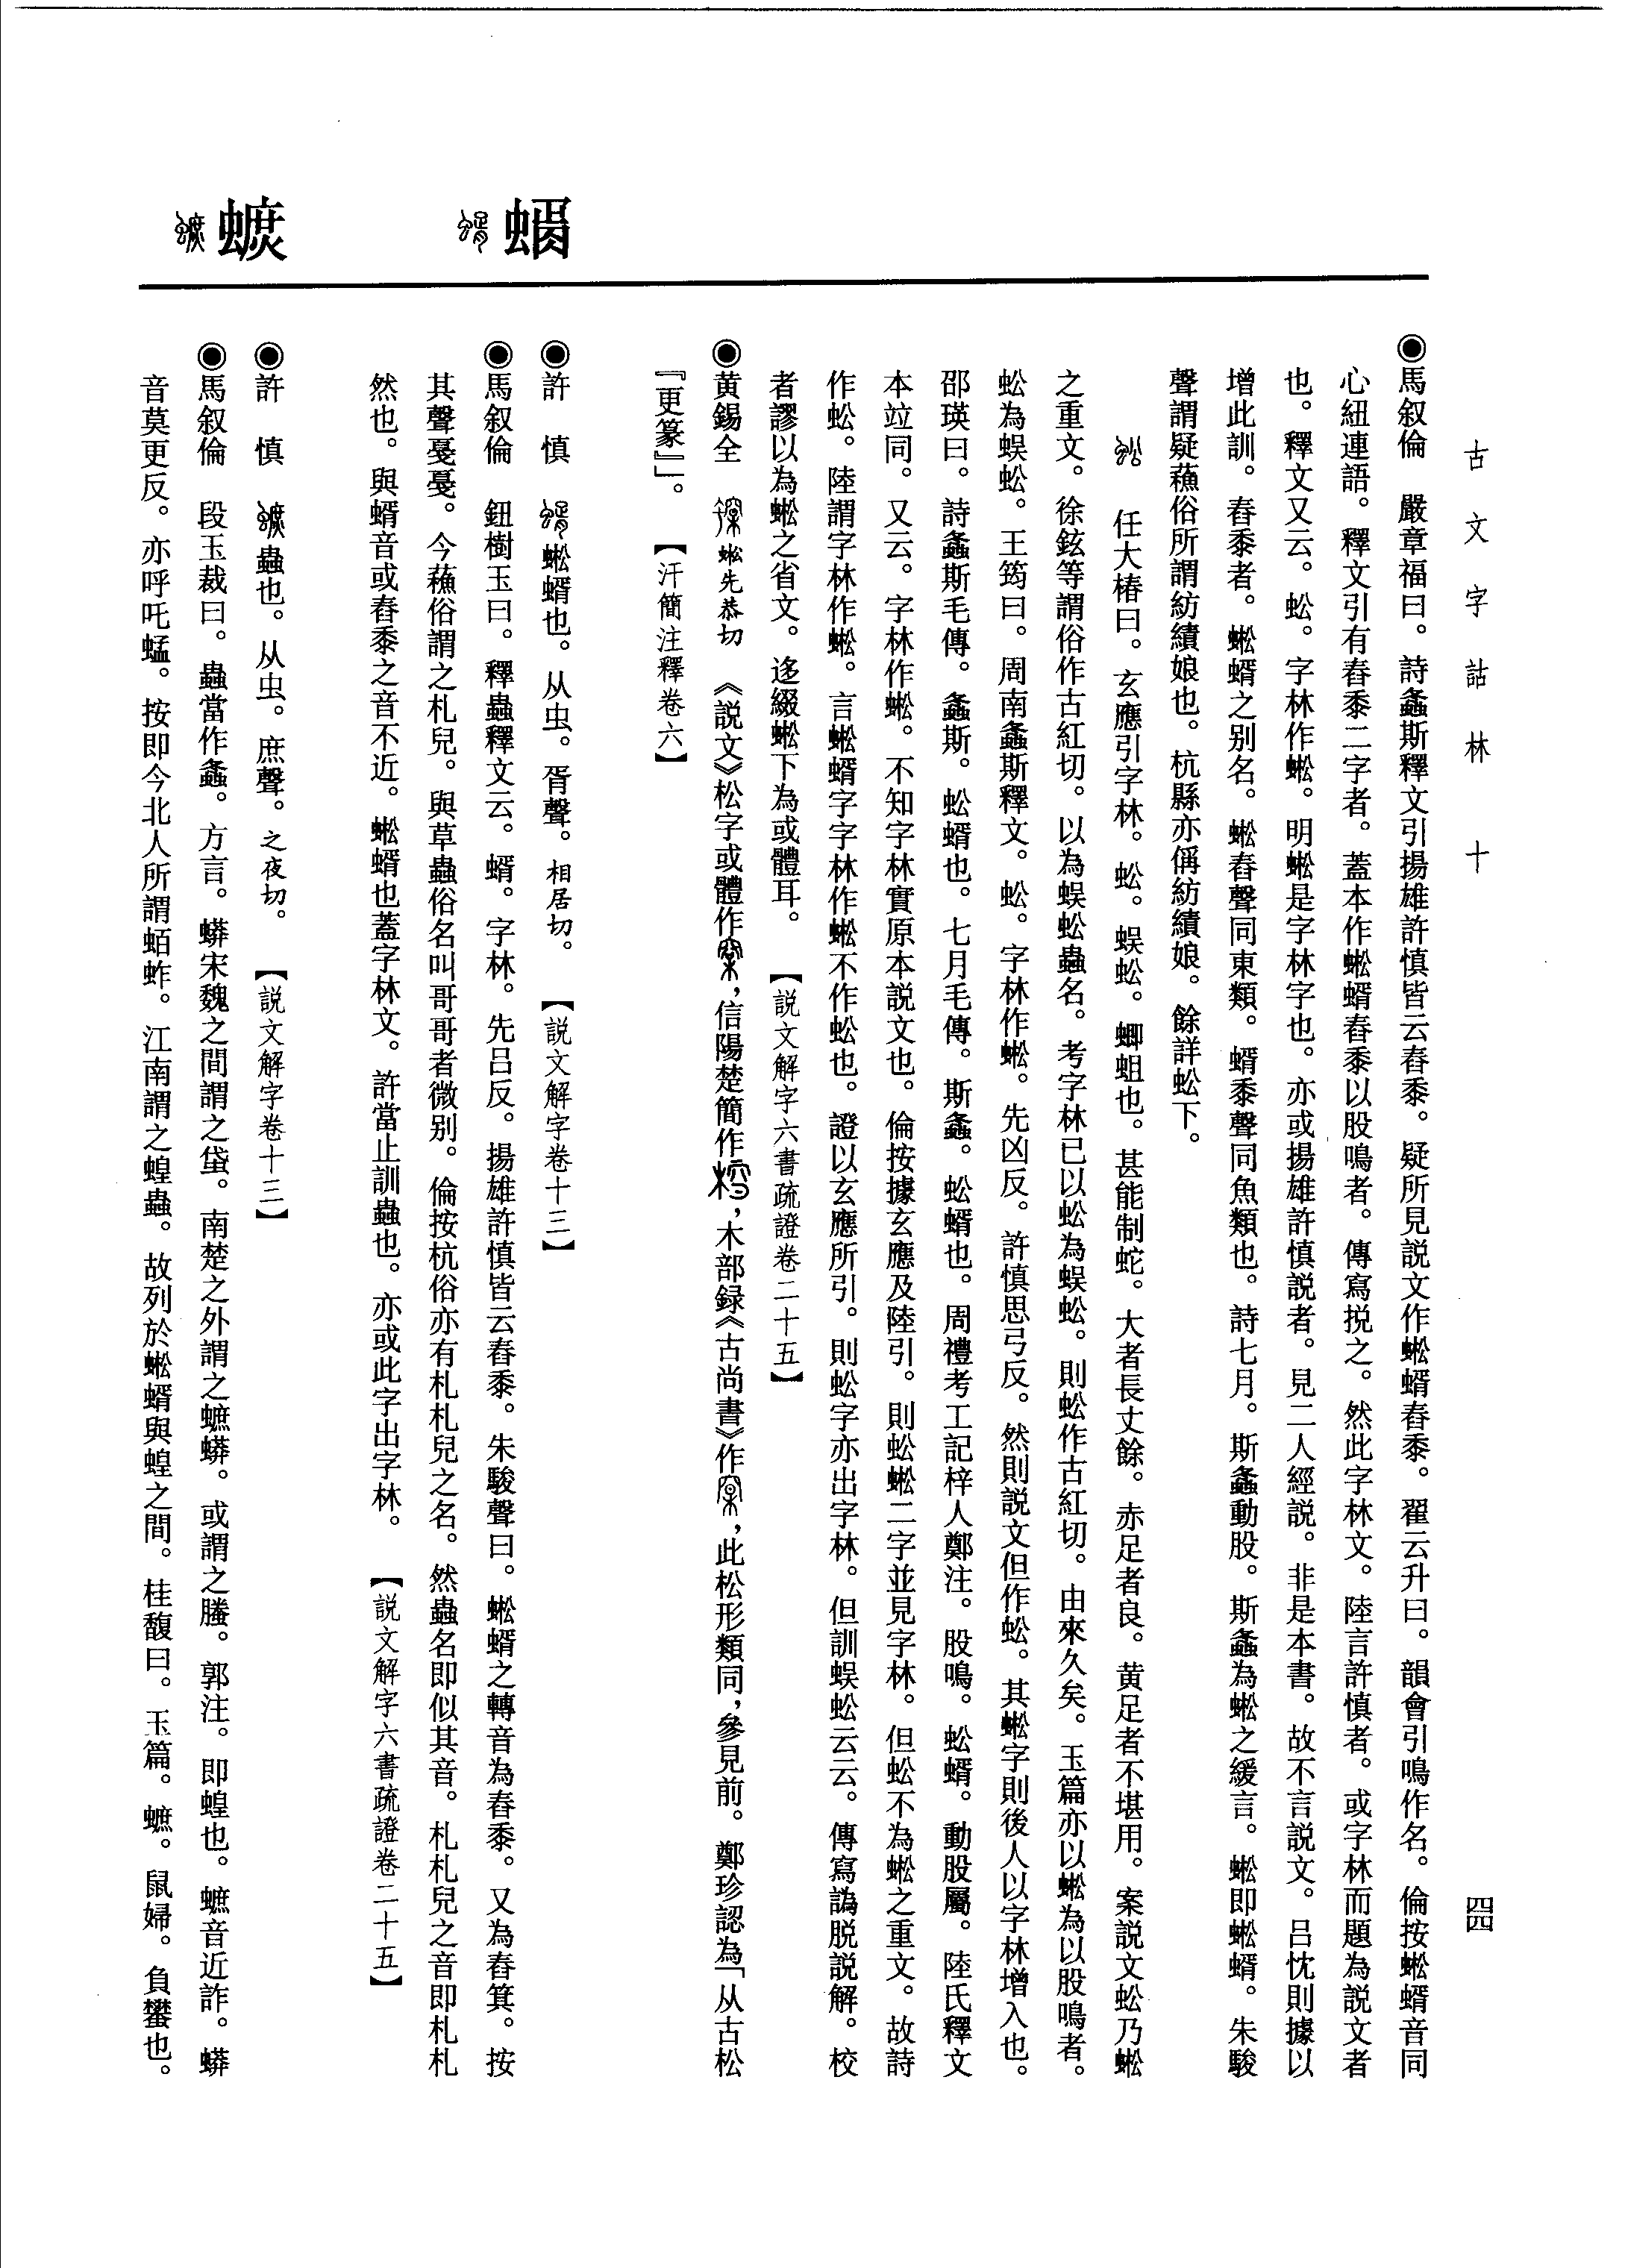 古文字詁林 十
四四
◉馬叙倫　嚴章福曰。詩螽斯釋文引揚雄許慎皆云舂黍。疑所見説文作蜙蝑舂黍。翟云升曰。韻會引鳴作名。倫按蜙蝑音同
心紐連語。釋文引有舂黍二字者。蓋本作蜙蝑舂黍以股鳴者。傳寫挩之。然此字林文。陸言許慎者。或字林而題為説文者
也。釋文又云。蚣。字林作蜙。明蜙是字林字也。亦或揚雄許慎説者。見二人經説。非是本書。故不言説文。吕忱則據以
增此訓。舂黍者。蜙蝑之别名。蜙舂聲同東類。蝑黍聲同魚類也。詩七月。斯螽動股。斯螽為蜙之緩言。蜙即蜙蝑。朱駿
聲謂疑蘓俗所謂紡績娘也。杭縣亦偁紡績娘。餘詳蚣下。
任大椿曰。玄應引字林。蚣。蜈蚣。蝍蛆也。甚能制蛇。大者長丈餘。赤足者良。黄足者不堪用。案説文蚣乃蜙
之重文。徐鉉等謂俗作古紅切。以為蜈蚣蟲名。考字林已以蚣為蜈蚣。則蚣作古紅切。由來久矣。玉篇亦以蜙為以股鳴者。
蚣為蜈蚣。王筠曰。周南螽斯釋文。蚣。字林作蜙。先凶反。許慎思弓反。然則説文但作蚣。其蜙字則後人以字林增入也。
邵瑛曰。詩螽斯毛傳。螽斯。蚣蝑也。七月毛傳。斯螽。蚣蝑也。周禮考工記梓人鄭注。股鳴。蚣蝑。動股屬。陸氏釋文
本竝同。又云。字林作蜙。不知字林實原本説文也。倫按據玄應及陸引。則蚣蜙二字並見字林。但蚣不為蜙之重文。故詩
作蚣。陸謂字林作蜙。言蜙蝑字字林作蜙不作蚣也。證以玄應所引。則蚣字亦出字林。但訓蜈蚣云云。傳寫譌脱説解。校
者謬以為蜙之省文。迻綴蜙下為或體耳。　【説文解字六書疏證卷二十五】
◉黄錫全　蜙先恭切　《説文》松字或體作，信陽楚簡作，木部録《古尚書》作，此松形類同，參見前。鄭珍認為「从古松
『更篆』」。　【汗簡注釋卷六】
蝑
◉許　慎　蜙蝑也。从虫。胥聲。相居切。　【説文解字卷十三】
◉馬叙倫　鈕樹玉曰。釋蟲釋文云。蝑。字林。先吕反。揚雄許慎皆云舂黍。朱駿聲曰。蜙蝑之轉音為舂黍。又為舂箕。按
其聲戞戞。今蘓俗謂之札兒。與草蟲俗名叫哥哥者微别。倫按杭俗亦有札札兒之名。然蟲名即似其音。札札兒之音即札札
然也。與蝑音或舂黍之音不近。蜙蝑也蓋字林文。許當止訓蟲也。亦或此字出字林。　【説文解字六書疏證卷二十五】
蟅
◉許　慎　蟲也。从虫。庶聲。之夜切。　【説文解字卷十三】
◉馬叙倫　段玉裁曰。蟲當作螽。方言。蟒宋魏之間謂之䖣。南楚之外謂之蟅蟒。或謂之螣。郭注。即蝗也。蟅音近詐。蟒
音莫更反。亦呼吒蜢。按即今北人所謂蛨蚱。江南謂之蝗蟲。故列於蜙蝑與蝗之間。桂馥曰。玉篇。蟅。鼠婦。負蠜也。